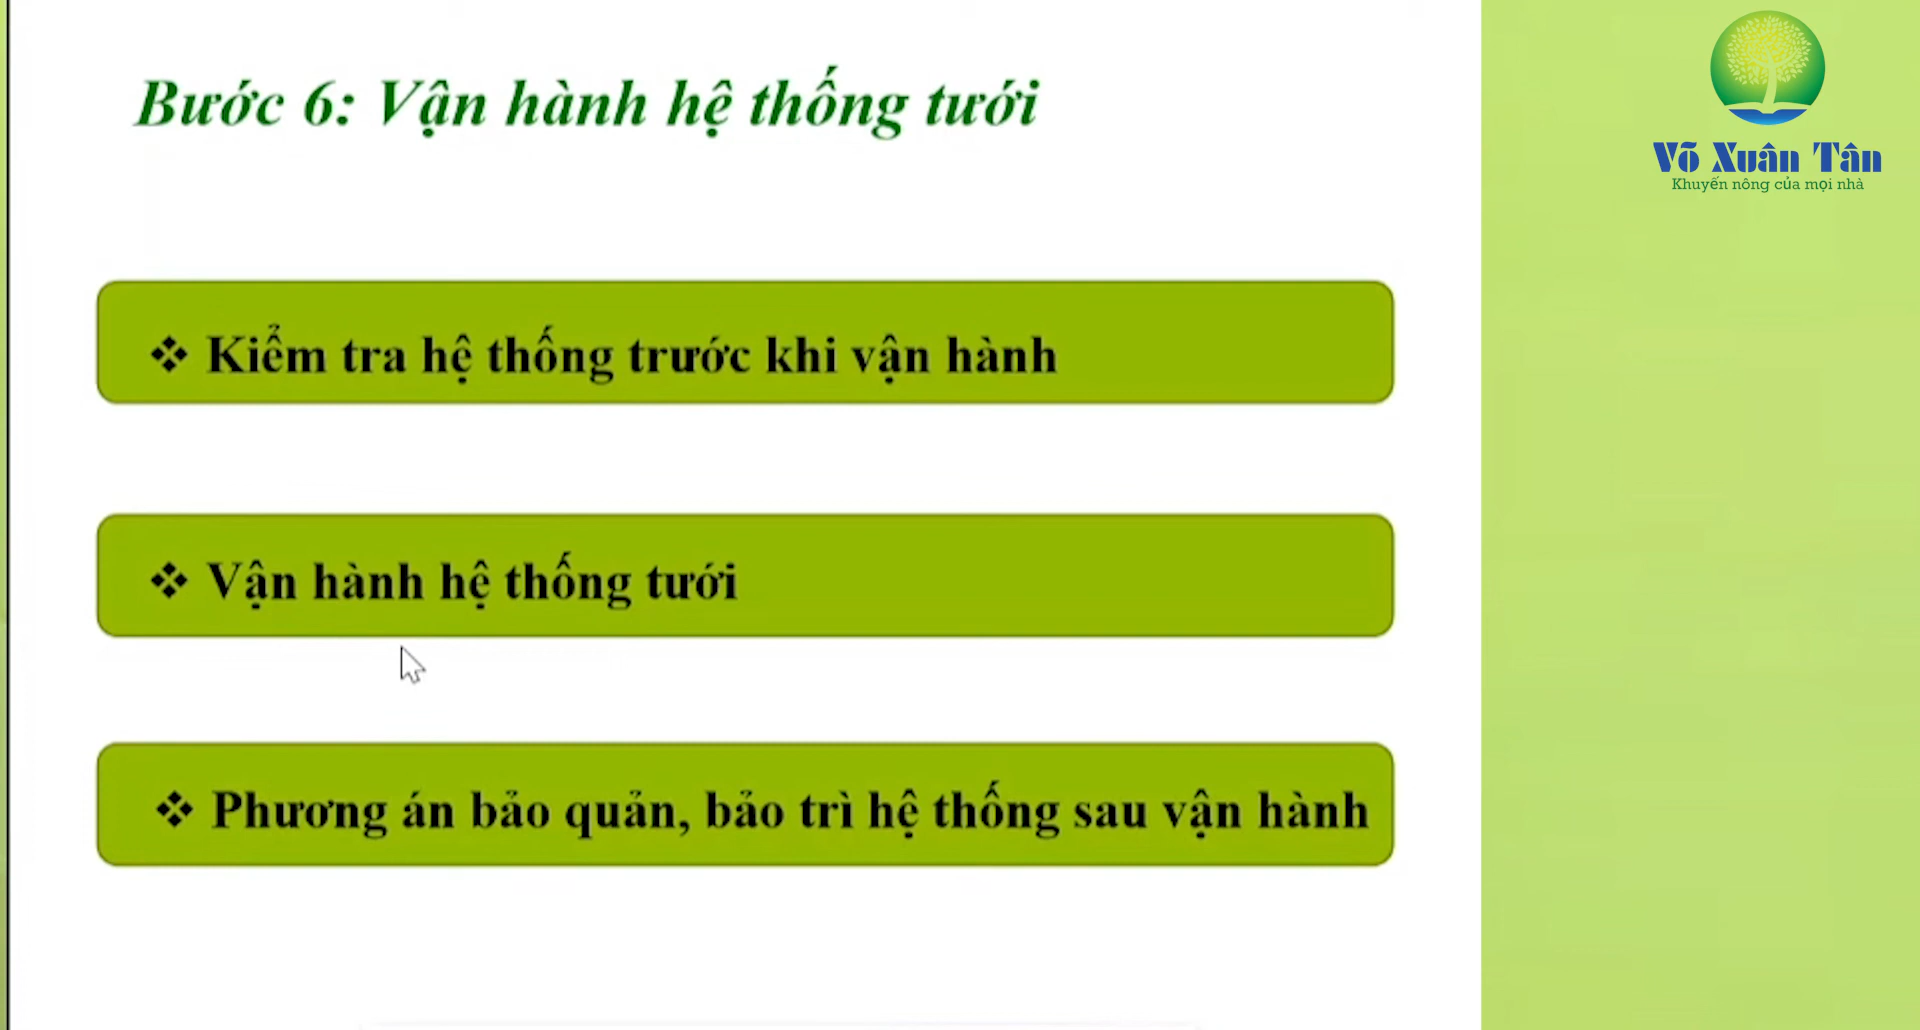 Bước 6: Vận hành hệ thống tưới
Võ Xuân Tân
Khuyến nông của mọi nhà
❖ Kiểm tra hệ thống trước khi vận hành
❖ Vận hành hệ thống tưới
❖ Phương án bảo quản, bảo trì hệ thống sau vận hành